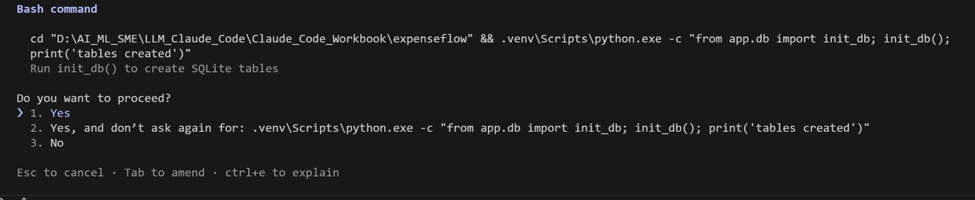 Bash command
cd "D:\AI_ML_SME\LLM_Claude_Code\Claude_Code_Workbook\expenseflow" && .venv\Scripts\python.exe -c "from app.db import init_db; init_db();
print('tables created')"
Run init_db() to create SQLite tables
Do you want to proceed?
❯ 1. Yes
2. Yes, and don’t ask again for: .venv\Scripts\python.exe -c "from app.db import init_db; init_db(); print('tables created')"
3. No
Esc to cancel · Tab to amend · ctrl+e to explain